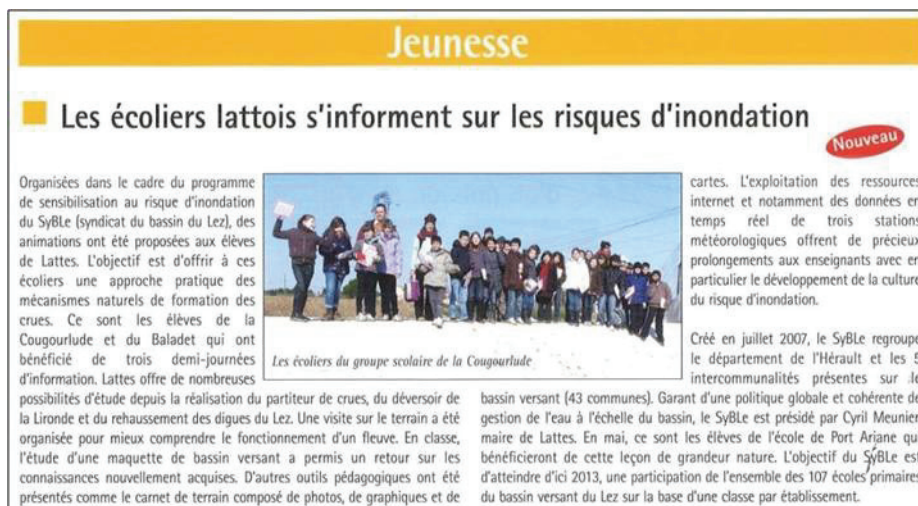 Jeunesse
Les écoliers lattois s'informent sur les risques d'inondation
Nouveau
Organisées dans le cadre du programme
de sensibilisation au risque d'inondation
du SyBLe (syndicat du bassin du Lez), des
animations ont été proposées aux élèves
de Lattes. L'objectif est d'offrir à ces
écoliers une approche pratique des
mécanismes naturels de formation des
crues. Ce sont les élèves de la
Cougourlude et du Baladet qui ont
bénéficié de trois demi-journées
d'information. Lattes offre de nombreuses
possibilités d'étude depuis la réalisation du partiteur de crues, du déversoir de
la Lironde et du rehaussement des digues du Lez. Une visite sur le terrain a été
organisée pour mieux comprendre le fonctionnement d'un fleuve. En classe,
l'étude d'une maquette de bassin versant a permis un retour sur les
connaissances nouvellement acquises. D'autres outils pédagogiques ont été
présentés comme le carnet de terrain composé de photos, de graphiques et de
Les écoliers du groupe scolaire de la Cougourlude
cartes. L'exploitation des ressources
internet et notamment des données en
temps réel de trois stations
météorologiques offrent de précieux
prolongements aux enseignants avec en
particulier le développement de la culture
du risque d'inondation.
Créé en juillet 2007, le SyBLe regroupe
le département de l'Hérault et les 5
intercommunalités présentes sur le
bassin versant (43 communes). Garant d'une politique globale et cohérente de
gestion de l'eau à l'échelle du bassin, le SyBLe est présidé par Cyril Meunier
maire de Lattes. En mai, ce sont les élèves de l'école de Port Ariane qui
bénéficieront de cette leçon de grandeur nature. L'objectif du SyBLe est
d'atteindre d'ici 2013, une participation de l'ensemble des 107 écoles primaires
du bassin versant du Lez sur la base d'une classe par établissement.